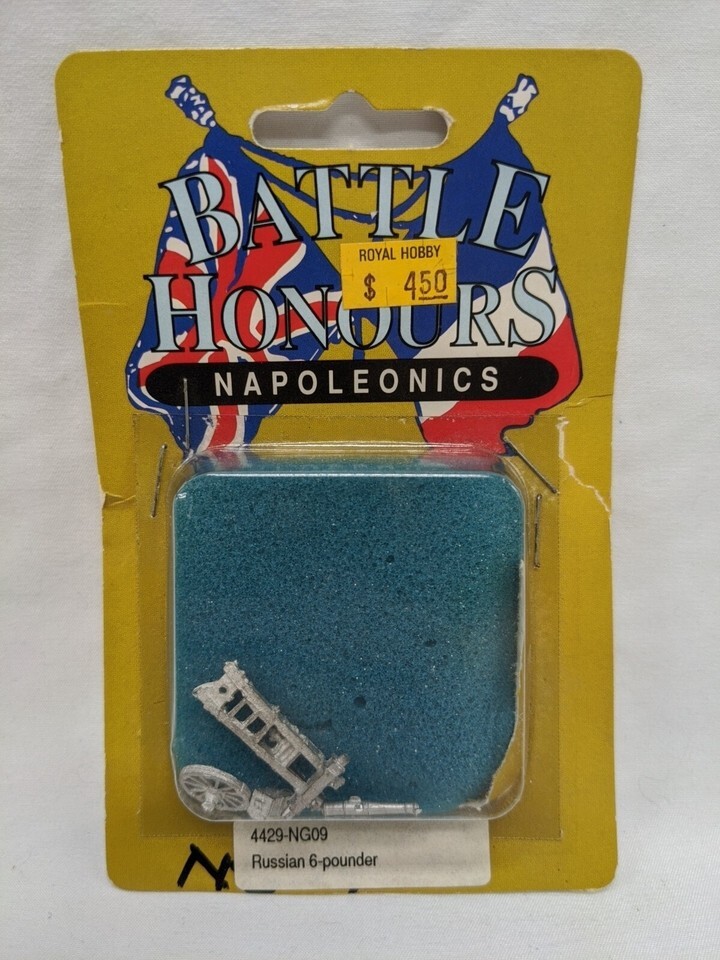 BATTLE
HONOURS
ROYAL HOBBY
$ 450
NAPOLEONICS
4429-NG09
Russian 6-pounder